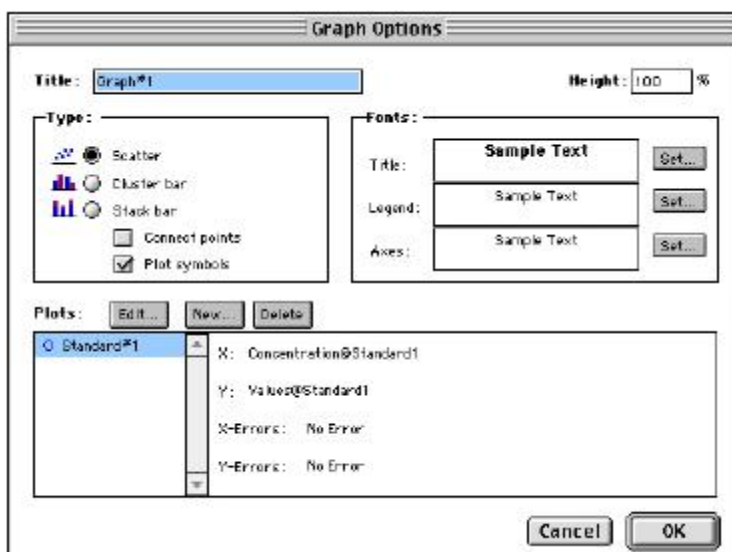 Graph Options
Title: Graph#1 Height: 100 %
Type:
Scatter
Cluster bar
Stack bar
Connect points
Plot symbols
Fonts:
Title: Sample Text Set...
Legend: Sample Text Set...
Axes: Sample Text Set...
Plots: Edit... New... Delete
Standard#1
X: Concentration@Standard1
Y: Values@Standard1
X-Errors: No Error
Y-Errors: No Error
Cancel OK